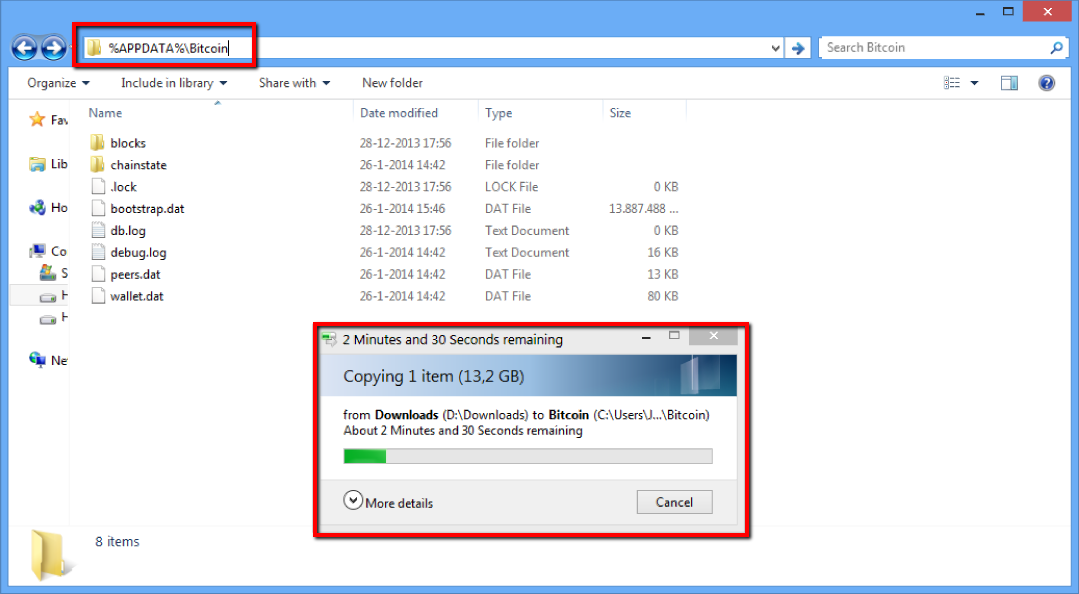 %APPDATA%\Bitcoin
Search Bitcoin
Organize Include in library Share with New folder
Name Date modified Type Size
blocks 28-12-2013 17:56 File folder
chainstate 26-1-2014 14:42 File folder
.lock 28-12-2013 17:56 LOCK File 0 KB
bootstrap.dat 26-1-2014 15:46 DAT File 13.887.488 ...
db.log 28-12-2013 17:56 Text Document 0 KB
debug.log 26-1-2014 14:42 Text Document 16 KB
peers.dat 26-1-2014 14:42 DAT File 13 KB
wallet.dat 26-1-2014 14:42 DAT File 80 KB
Fav
Lib
Ho
Co
S
H
H
Ne
2 Minutes and 30 Seconds remaining
Copying 1 item (13,2 GB)
from Downloads (D:\Downloads) to Bitcoin (C:\Users\J...\Bitcoin)
About 2 Minutes and 30 Seconds remaining
More details
Cancel
8 items